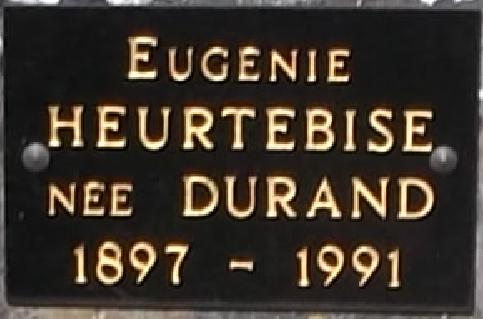 EUGENIE
HEURTEBISE
NEE DURAND
1897 - 1991